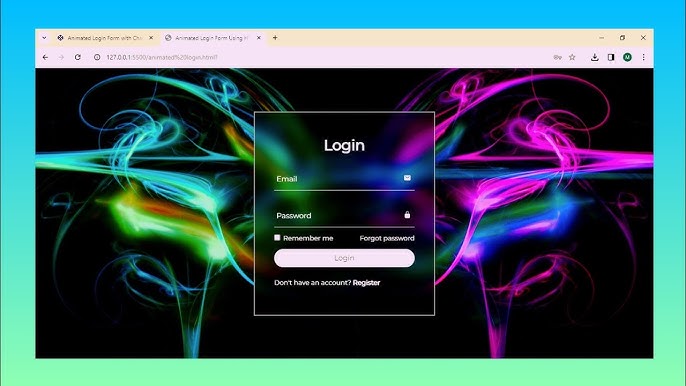 Animated Login Form with Cha
Animated Login Form Using H
127.0.0.1:5500/animated%20login.html?
M
Login
Email
Password
Remember me
Forgot password
Login
Don't have an account? Register